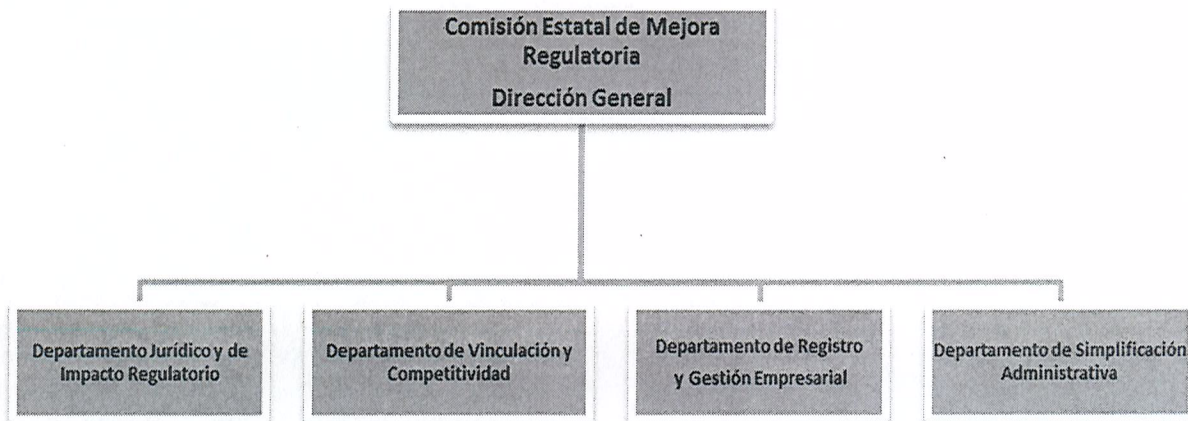 Comisión Estatal de Mejora
Regulatoria
Dirección General
Departamento Jurídico y de
Impacto Regulatorio
Departamento de Vinculación y
Competitividad
Departamento de Registro
y Gestión Empresarial
Departamento de Simplificación
Administrativa